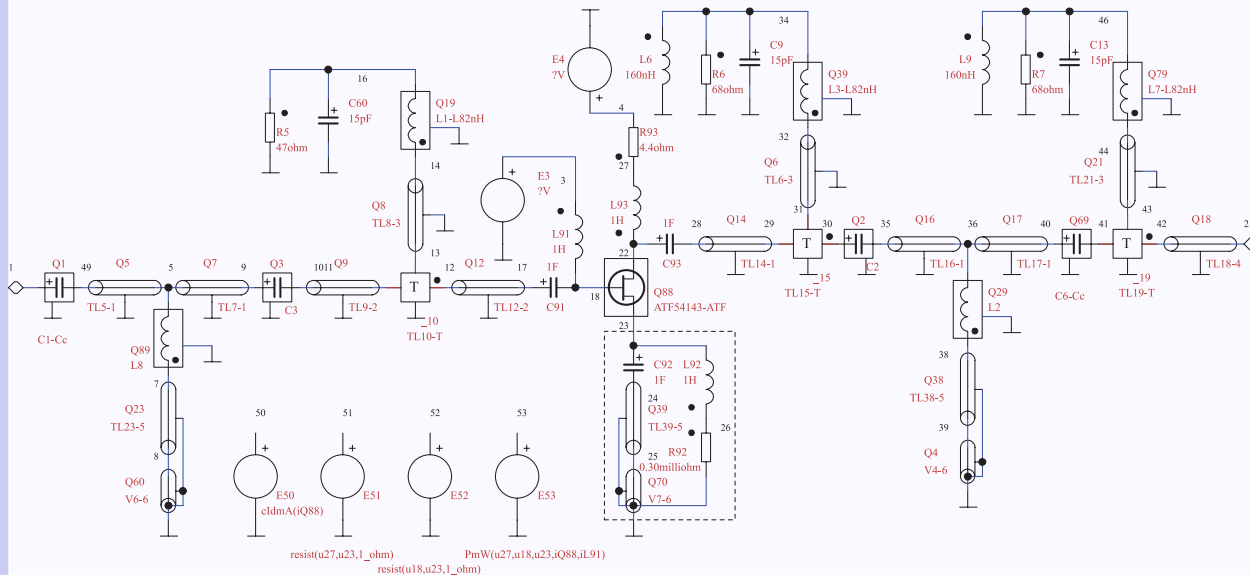 E4
?V
4
L6
160nH
R6
68ohm
C9
15pF
34
Q39
L3-L82nH
L9
160nH
R7
68ohm
C13
15pF
46
Q79
L7-L82nH
16
R5
47ohm
C60
15pF
Q19
L1-L82nH
14
R93
4.4ohm
27
32
Q6
TL6-3
31
44
Q21
TL21-3
43
Q8
TL8-3
13
E3
?V
3
L91
1H
L93
1H
22
1F
C93
28
Q14
29
TL14-1
T
30
_15
TL15-T
Q2
C2
35
Q16
TL16-1
36
Q17
TL17-1
40
Q69
C6-Cc
41
T
_19
TL19-T
42
Q18
TL18-4
2
1
Q1
C1-Cc
49
Q5
TL5-1
5
Q7
TL7-1
9
Q3
C3
1011
Q9
TL9-2
T
_10
TL10-T
12
Q12
TL12-2
17
1F
C91
18
Q88
ATF54143-ATF
23
Q89
L8
7
Q23
TL23-5
8
Q60
V6-6
Q29
L2
38
Q38
TL38-5
39
Q4
V4-6
C92
1F
L92
1H
24
Q39
TL39-5
25
26
R92
0.30milliohm
Q70
V7-6
50
E50
cIdmA(iQ88)
51
E51
52
E52
53
E53
resist(u27,u23,1_ohm)
resist(u18,u23,1_ohm)
PmW(u27,u18,u23,iQ88,iL91)